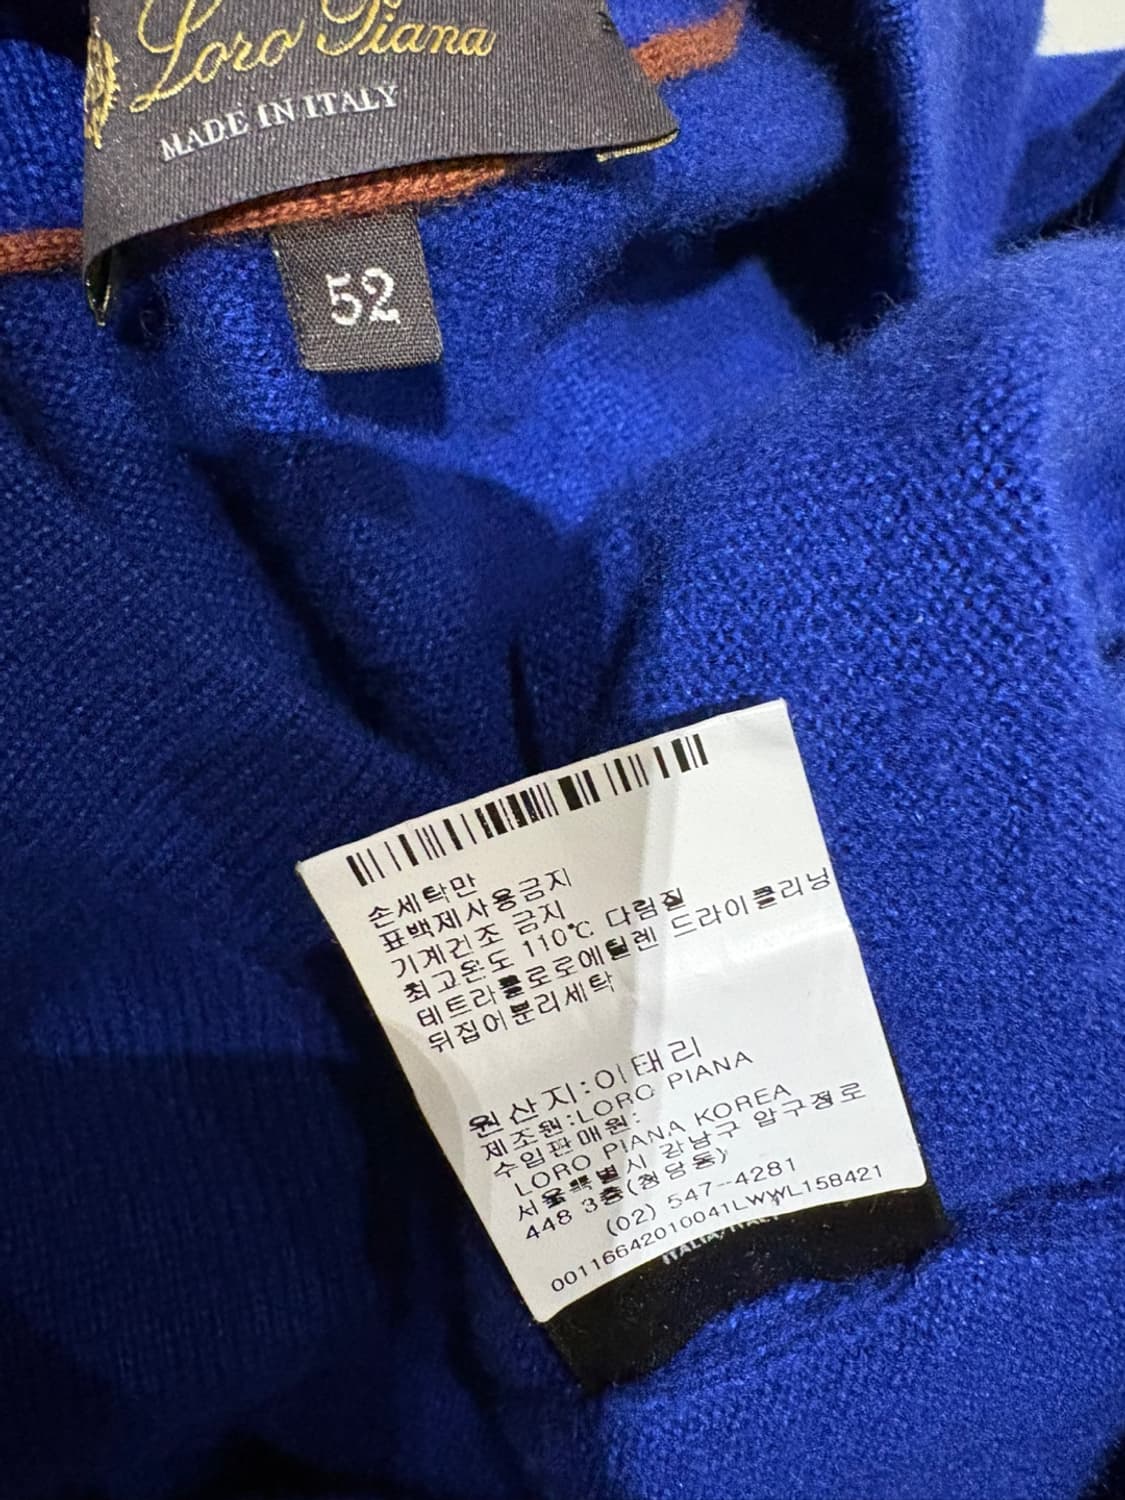 Loro Piana
MADE IN ITALY
52
손세탁만
표백제사용금지
기계건조 금지
최고온도 110℃ 다림질
테트라클로로에틸렌 드라이클리닝
뒤집어분리세탁
원산지:이태리
제조원:LORO PIANA
수입판매원:
LORO PIANA KOREA
서울특별시 강남구 압구정로
448 3층(청담동)
(02) 547-4281
00116642010041LWWL158421